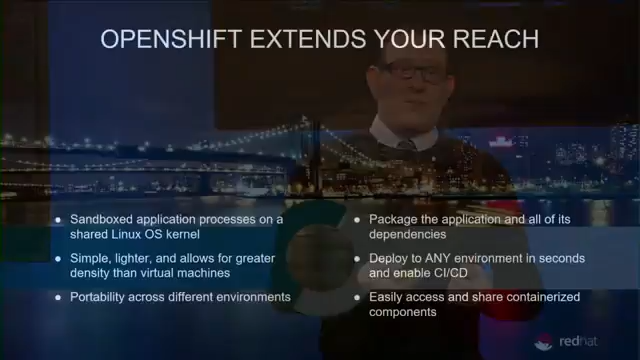 OPENSHIFT EXTENDS YOUR REACH
● Sandboxed application processes on a
shared Linux OS kernel
● Simple, lighter, and allows for greater
density than virtual machines
● Portability across different environments
● Package the application and all of its
dependencies
● Deploy to ANY environment in seconds
and enable CI/CD
● Easily access and share containerized
components
redhat